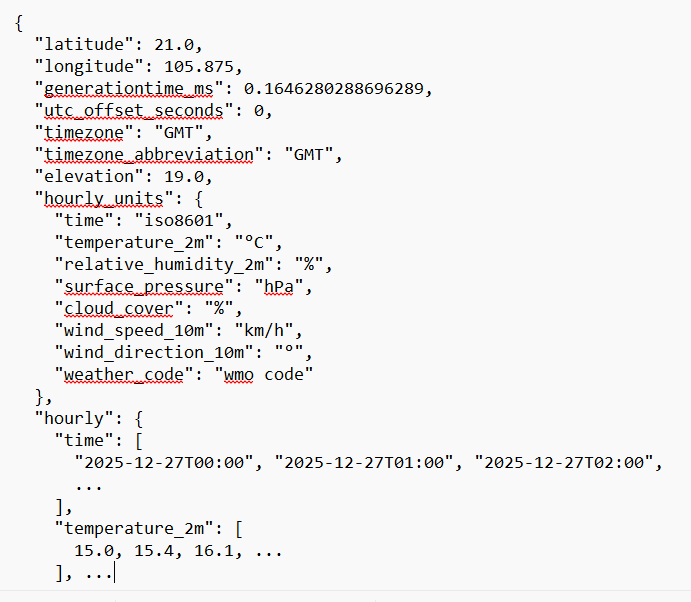 {
"latitude": 21.0,
"longitude": 105.875,
"generationtime_ms": 0.1646280288696289,
"utc_offset_seconds": 0,
"timezone": "GMT",
"timezone_abbreviation": "GMT",
"elevation": 19.0,
"hourly_units": {
"time": "iso8601",
"temperature_2m": "°C",
"relative_humidity_2m": "%",
"surface_pressure": "hPa",
"cloud_cover": "%",
"wind_speed_10m": "km/h",
"wind_direction_10m": "°",
"weather_code": "wmo code"
},
"hourly": {
"time": [
"2025-12-27T00:00", "2025-12-27T01:00", "2025-12-27T02:00",
...
],
"temperature_2m": [
15.0, 15.4, 16.1, ...
], ...